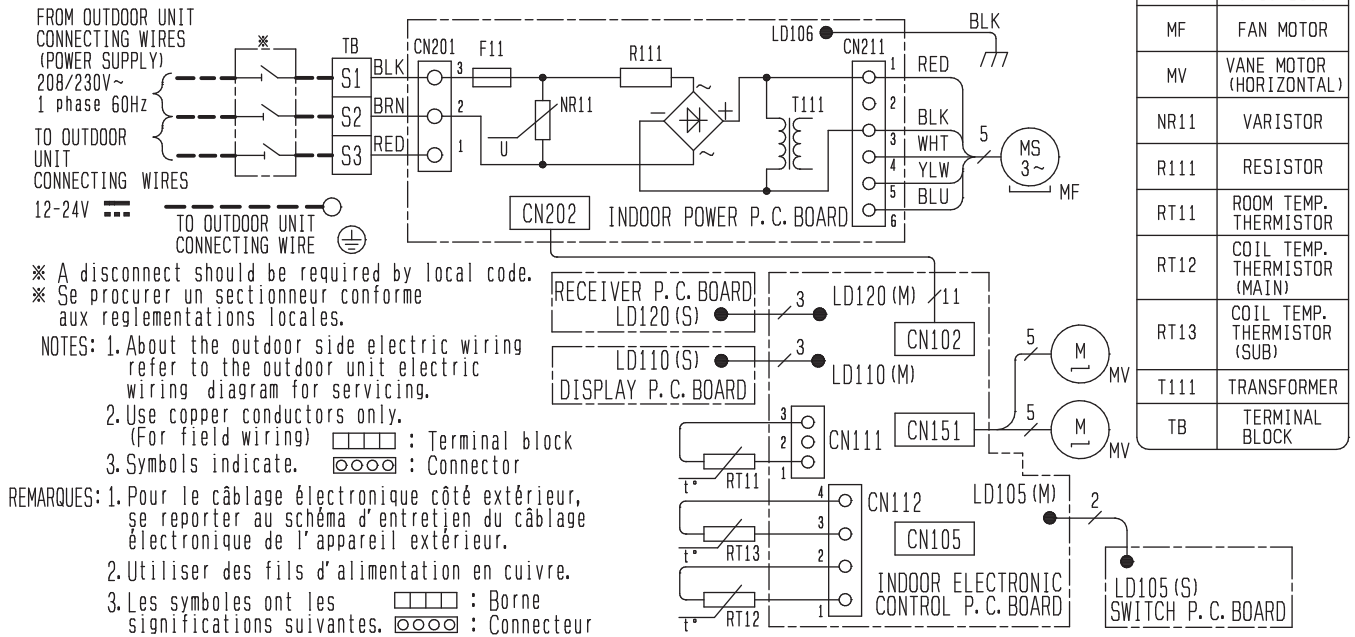 FROM OUTDOOR UNIT
CONNECTING WIRES
(POWER SUPPLY)
208/230V~
1 phase 60Hz
TO OUTDOOR
UNIT
CONNECTING WIRES
12-24V
TO OUTDOOR UNIT
CONNECTING WIRE
※
TB
S1
S2
S3
BLK
BRN
RED
CN201
3
2
1
F11
NR11
U
R111
~
−
+
~
T111
LD106
BLK
CN211
1
2
3
4
5
6
RED
BLK
WHT
YLW
BLU
5
MS
3~
MF
CN202
INDOOR POWER P.C.BOARD
MF FAN MOTOR
MV VANE MOTOR
(HORIZONTAL)
NR11 VARISTOR
R111 RESISTOR
RT11 ROOM TEMP.
THERMISTOR
RT12 COIL TEMP.
THERMISTOR
(MAIN)
RT13 COIL TEMP.
THERMISTOR
(SUB)
T111 TRANSFORMER
TB TERMINAL
BLOCK
※ A disconnect should be required by local code.
※ Se procurer un sectionneur conforme
aux reglementations locales.
NOTES: 1. About the outdoor side electric wiring
refer to the outdoor unit electric
wiring diagram for servicing.
2. Use copper conductors only.
(For field wiring)
3. Symbols indicate.
: Terminal block
: Connector
REMARQUES: 1. Pour le câblage électronique côté extérieur,
se reporter au schéma d'entretien du câblage
électronique de l'appareil extérieur.
2. Utiliser des fils d'alimentation en cuivre.
3. Les symboles ont les
significations suivantes.
: Borne
: Connecteur
RECEIVER P.C.BOARD
LD120(S)
3
LD120(M)
11
CN102
LD110(S)
DISPLAY P.C.BOARD
3
LD110(M)
3
2
1
CN111
CN151
5
M
MV
5
M
MV
t°
RT11
4
3
2
1
CN112
t°
RT13
t°
RT12
CN105
LD105(M)
2
INDOOR ELECTRONIC
CONTROL P.C.BOARD
LD105(S)
SWITCH P.C.BOARD